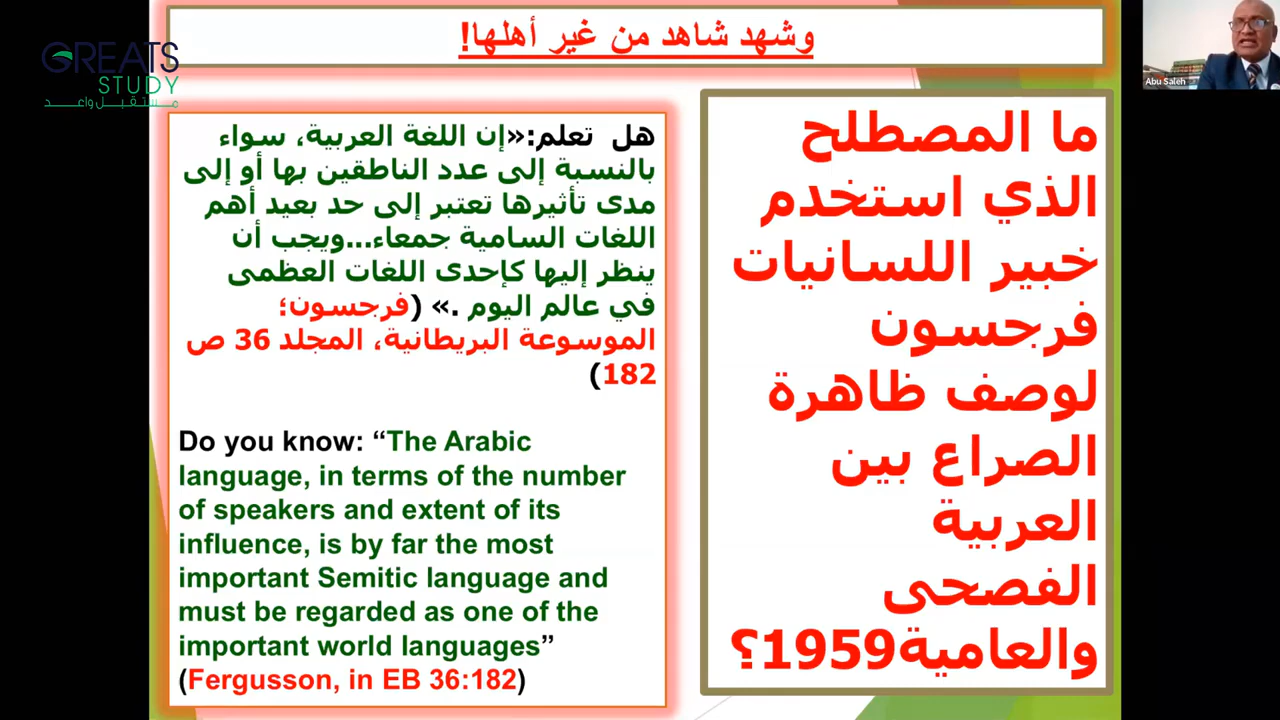 وشهد شاهد من غير أهلها!
GREATS
STUDY
مستقبل واعد
Abu Saleh
ما المصطلح
الذي استخدم
خبير اللسانيات
فرجسون
لوصف ظاهرة
الصراع بين
العربية
الفصحى
والعامية1959؟
هل تعلم:«إن اللغة العربية، سواء
بالنسبة إلى عدد الناطقين بها أو إلى
مدى تأثيرها تعتبر إلى حد بعيد أهم
اللغات السامية جمعاء...ويجب أن
ينظر إليها كإحدى اللغات العظمى
في عالم اليوم .» (فرجسون؛
الموسوعة البريطانية، المجلد 36 ص
182)
Do you know: “The Arabic
language, in terms of the number
of speakers and extent of its
influence, is by far the most
important Semitic language and
must be regarded as one of the
important world languages”
(Fergusson, in EB 36:182)